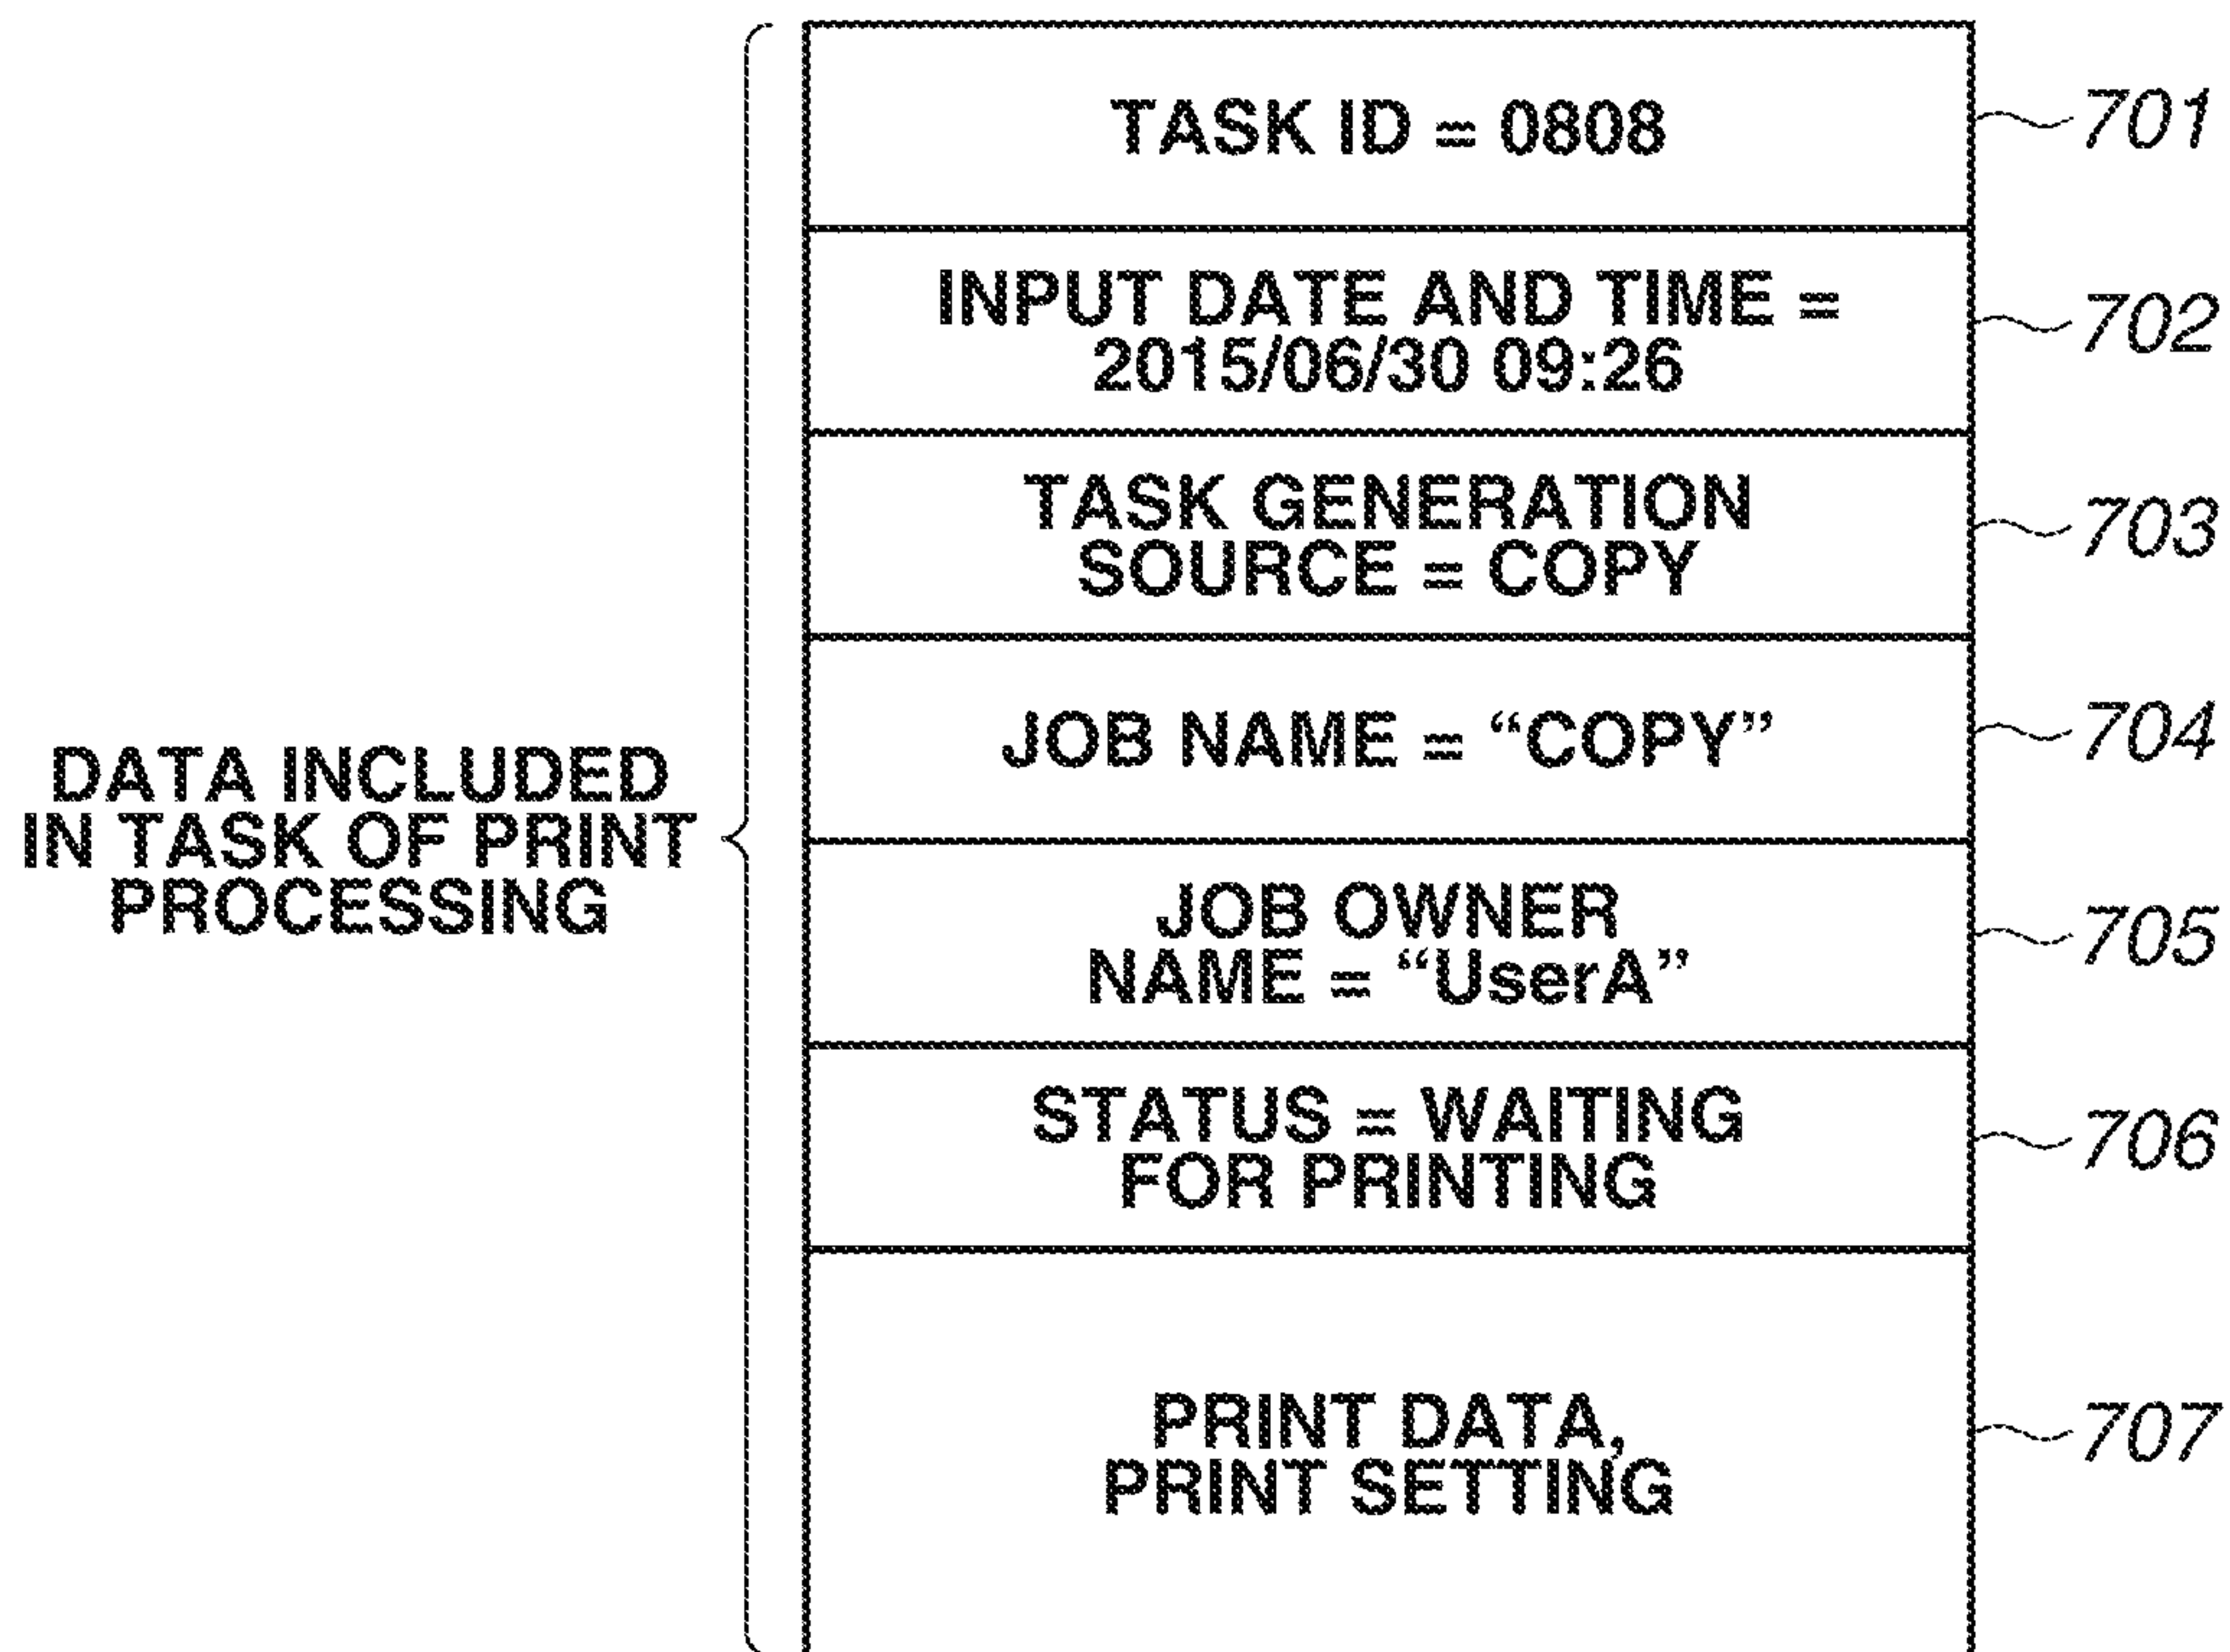 TASK ID = 0808
701
INPUT DATE AND TIME =
2015/06/30 09:26
702
TASK GENERATION
SOURCE = COPY
703
JOB NAME = “COPY”
704
DATA INCLUDED
IN TASK OF PRINT
PROCESSING
JOB OWNER
NAME = “UserA”
705
STATUS = WAITING
FOR PRINTING
706
PRINT DATA,
PRINT SETTING
707